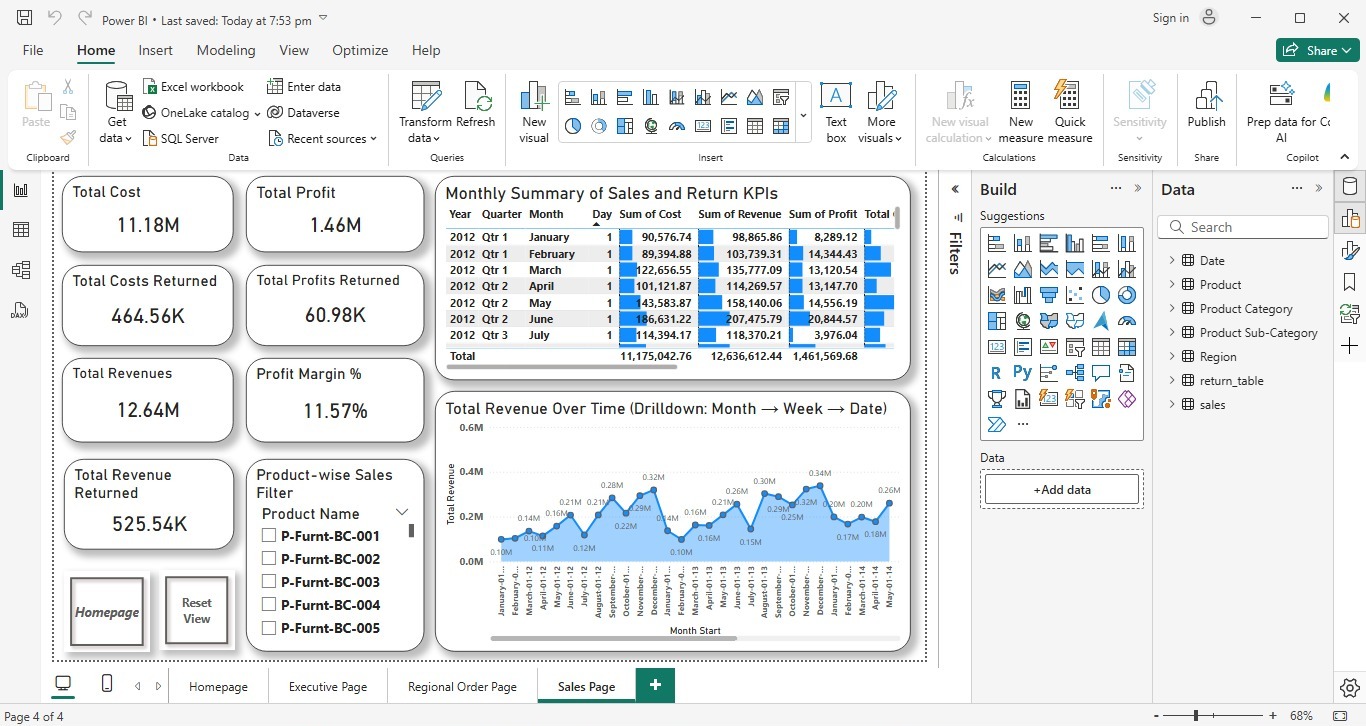 Power BI • Last saved: Today at 7:53 pm
Sign in
File Home Insert Modeling View Optimize Help
Share
Paste
Clipboard
Get data
Excel workbook
OneLake catalog
SQL Server
Enter data
Dataverse
Recent sources
Data
Transform data
Refresh
Queries
New visual
Text box
More visuals
Insert
New visual calculation
New measure
Quick measure
Calculations
Sensitivity
Sensitivity
Publish
Share
Prep data for AI
Copilot
Total Cost
11.18M
Total Profit
1.46M
Total Costs Returned
464.56K
Total Profits Returned
60.98K
Total Revenues
12.64M
Profit Margin %
11.57%
Total Revenue Returned
525.54K
Product-wise Sales Filter
Product Name
P-Furnt-BC-001
P-Furnt-BC-002
P-Furnt-BC-003
P-Furnt-BC-004
P-Furnt-BC-005
Homepage
Reset View
Monthly Summary of Sales and Return KPIs
Year Quarter Month Day Sum of Cost Sum of Revenue Sum of Profit Total
2012 Qtr 1 January 1 90,576.74 98,865.86 8,289.12
2012 Qtr 1 February 1 89,394.88 103,739.31 14,344.43
2012 Qtr 1 March 1 122,656.55 135,777.09 13,120.54
2012 Qtr 2 April 1 101,121.87 114,269.57 13,147.70
2012 Qtr 2 May 1 143,583.87 158,140.06 14,556.19
2012 Qtr 2 June 1 186,631.22 207,475.79 20,844.57
2012 Qtr 3 July 1 114,394.17 118,370.21 3,976.04
Total 11,175,042.76 12,636,612.44 1,461,569.68
Total Revenue Over Time (Drilldown: Month → Week → Date)
Total Revenue
0.6M
0.4M
0.2M
0.0M
0.10M 0.14M 0.10M 0.11M 0.16M 0.21M 0.12M 0.21M 0.28M 0.22M 0.29M 0.32M 0.14M 0.10M 0.16M 0.16M 0.21M 0.26M 0.15M 0.30M 0.29M 0.25M 0.32M 0.34M 0.20M 0.17M 0.20M 0.18M 0.26M
January-01... February-0... March-01-12 April-01-12 May-01-12 June-01-12 July-01-12 August-01-12 September-... October-01... November-... December-... January-01... February-0... March-01-13 April-01-13 May-01-13 June-01-13 July-01-13 August-01-13 September-... October-01... November-... December-... January-01... February-0... March-01-14 April-01-14 May-01-14
Month Start
Filters
Build
Suggestions
R Py
Data
+Add data
Data
Search
Date
Product
Product Category
Product Sub-Category
Region
return_table
sales
Homepage
Executive Page
Regional Order Page
Sales Page
Page 4 of 4
68%